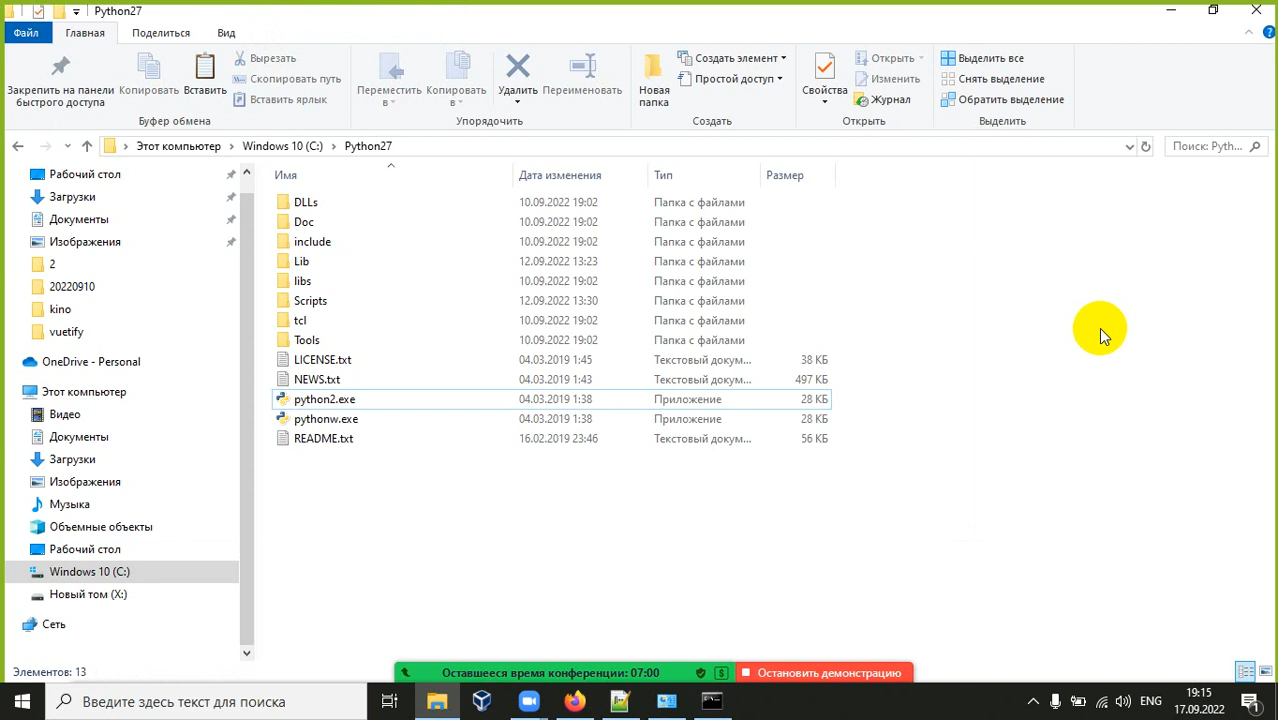 Python27
Файл Главная Поделиться Вид
Закрепить на панели быстрого доступа
Копировать
Вставить
Вырезать
Скопировать путь
Вставить ярлык
Буфер обмена
Переместить в
Копировать в
Удалить
Переименовать
Упорядочить
Новая папка
Создать элемент
Простой доступ
Создать
Свойства
Открыть
Изменить
Журнал
Открыть
Выделить все
Снять выделение
Обратить выделение
Выделить
Этот компьютер Windows 10 (C:) Python27
Поиск: Pyth...
Рабочий стол
Загрузки
Документы
Изображения
2
20220910
kino
vuetify
OneDrive - Personal
Этот компьютер
Видео
Документы
Загрузки
Изображения
Музыка
Объемные объекты
Рабочий стол
Windows 10 (C:)
Новый том (X:)
Сеть
Имя Дата изменения Тип Размер
DLLs 10.09.2022 19:02 Папка с файлами
Doc 10.09.2022 19:02 Папка с файлами
include 10.09.2022 19:02 Папка с файлами
Lib 12.09.2022 13:23 Папка с файлами
libs 10.09.2022 19:02 Папка с файлами
Scripts 12.09.2022 13:30 Папка с файлами
tcl 10.09.2022 19:02 Папка с файлами
Tools 10.09.2022 19:02 Папка с файлами
LICENSE.txt 04.03.2019 1:45 Текстовый докум... 38 КБ
NEWS.txt 04.03.2019 1:43 Текстовый докум... 497 КБ
python2.exe 04.03.2019 1:38 Приложение 28 КБ
pythonw.exe 04.03.2019 1:38 Приложение 28 КБ
README.txt 16.02.2019 23:46 Текстовый докум... 56 КБ
Элементов: 13
Оставшееся время конференции: 07:00
Остановить демонстрацию
Введите здесь текст для поиска
ENG
19:15
17.09.2022
1